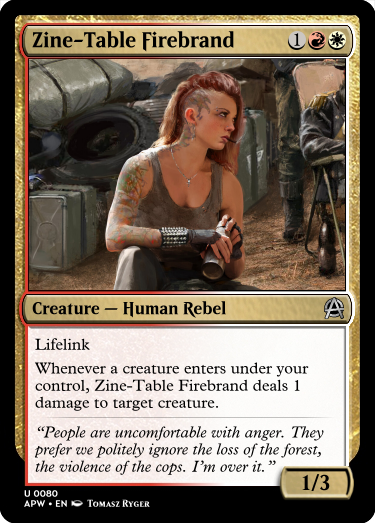 Zine-Table Firebrand 1
Creature — Human Rebel
Lifelink
Whenever a creature enters under your
control, Zine-Table Firebrand deals 1
damage to target creature.
“People are uncomfortable with anger. They
prefer we politely ignore the loss of the forest,
the violence of the cops. I’m over it.”
1/3
U 0080
APW • EN Tomasz Ryger